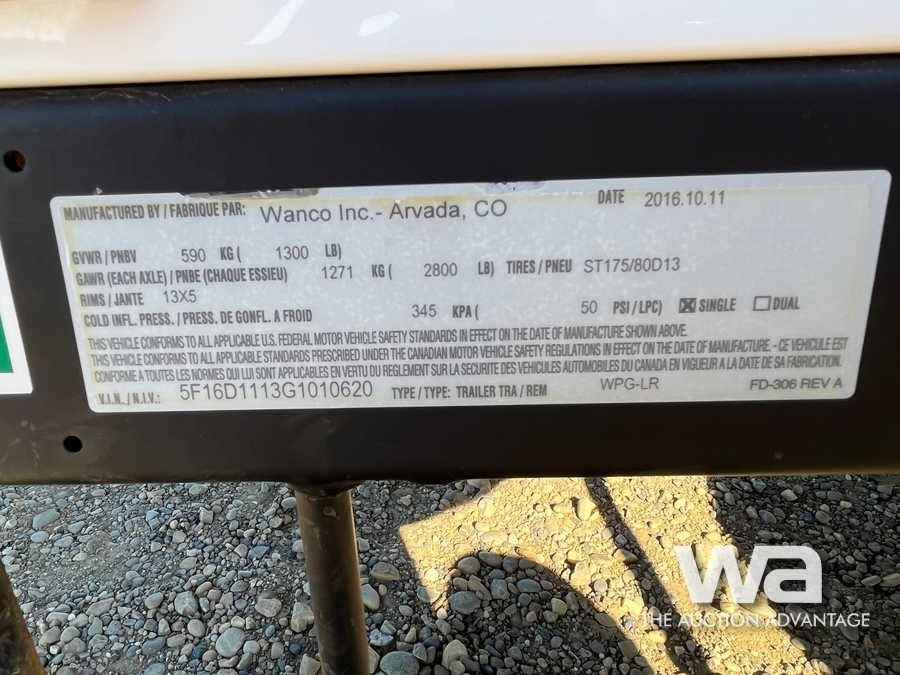 MANUFACTURED BY / FABRIQUE PAR: Wanco Inc.- Arvada, CO DATE 2016.10.11
GVWR / PNBV 590 KG ( 1300 LB)
GAWR (EACH AXLE) / PNBE (CHAQUE ESSIEU) 1271 KG ( 2800 LB) TIRES / PNEU ST175/80D13
RIMS / JANTE 13X5
COLD INFL. PRESS. / PRESS. DE GONFL. A FROID 345 KPA ( 50 PSI / LPC) SINGLE DUAL
THIS VEHICLE CONFORMS TO ALL APPLICABLE U.S. FEDERAL MOTOR VEHICLE SAFETY STANDARDS IN EFFECT ON THE DATE OF MANUFACTURE SHOWN ABOVE.
THIS VEHICLE CONFORMS TO ALL APPLICABLE STANDARDS PRESCRIBED UNDER THE CANADIAN MOTOR VEHICLE SAFETY REGULATIONS IN EFFECT ON THE DATE OF MANUFACTURE. - CE VEHICULE EST
CONFORME A TOUTES LES NORMES QUI LUI SONT APPLICABLES EN VERTU DU REGLEMENT SUR LA SECURITE DES VEHICULES AUTOMOBILES DU CANADA EN VIGUEUR A LA DATE DE SA FABRICATION.
V.I.N. / N.I.V.: 5F16D1113G1010620 TYPE / TYPE: TRAILER TRA / REM WPG-LR FD-306 REV A
wa
THE AUCTION ADVANTAGE